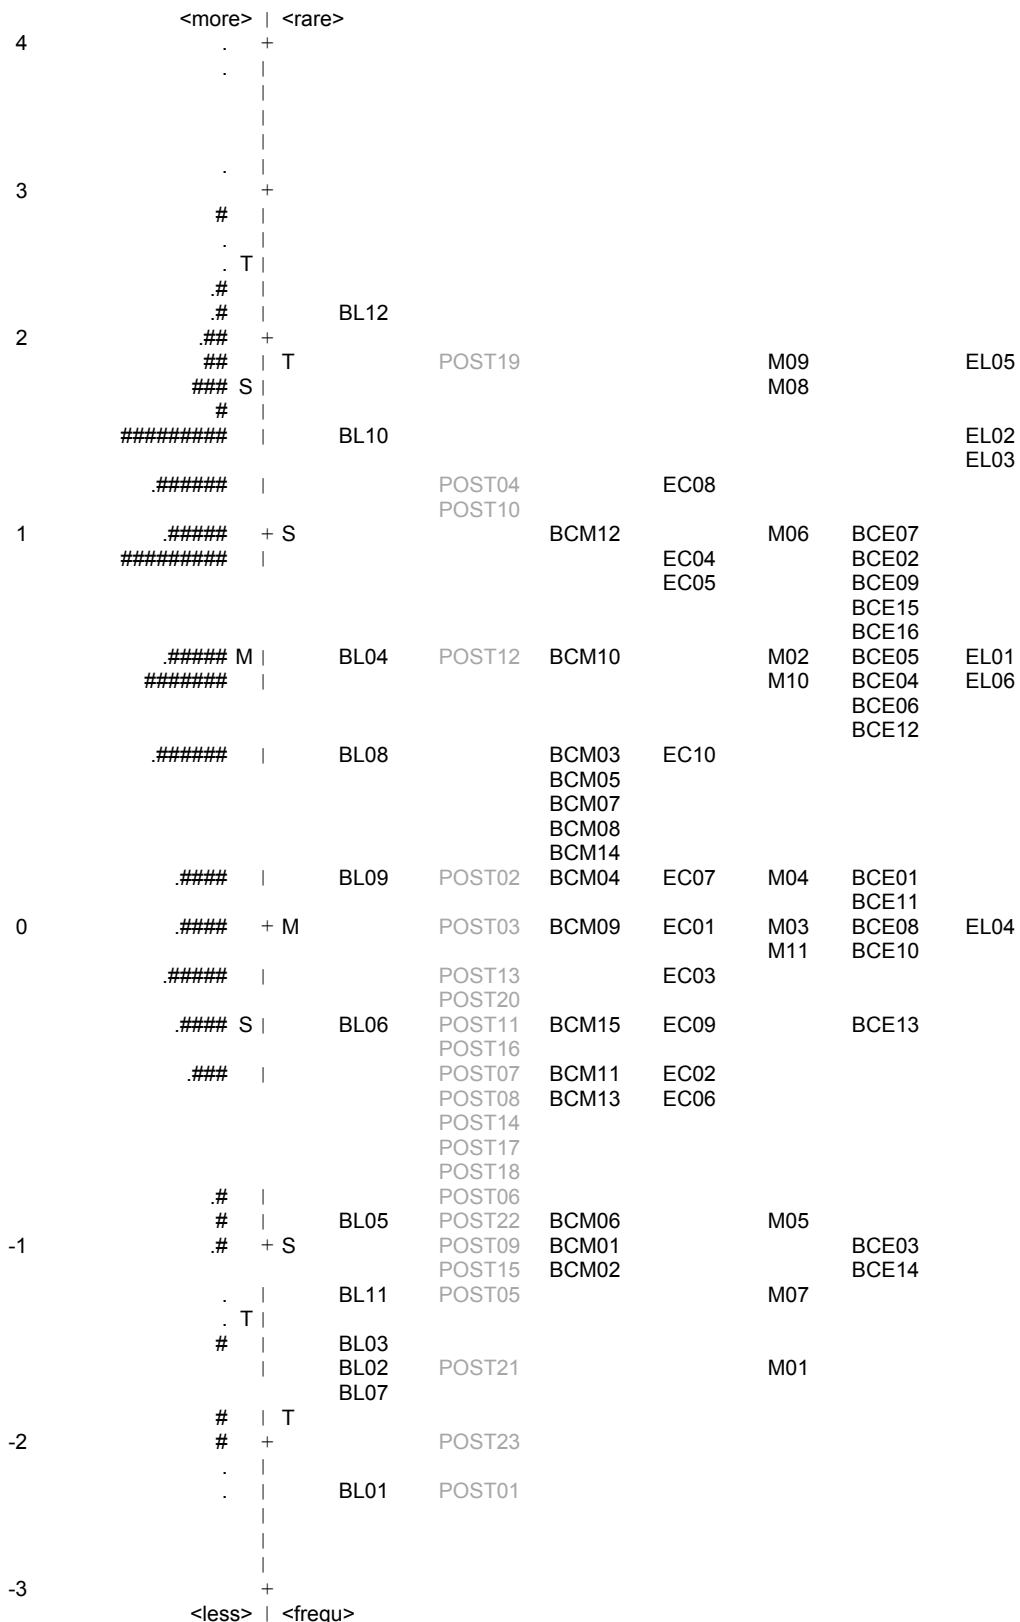 <more> | <rare>
4 . +
. |
|
|
|
. |
3 +
# |
. |
. T |
.# |
.# | BL12
2 .## +
## | T POST19 M09 EL05
### S | M08
# |
######### | BL10 EL02
EL03
.###### | POST04 EC08
POST10
1 .##### + S BCM12 M06 BCE07
######### | EC04 BCE02
EC05 BCE09
BCE15
BCE16
.##### M | BL04 POST12 BCM10 M02 BCE05 EL01
####### | M10 BCE04 EL06
BCE06
BCE12
.###### | BL08 BCM03 EC10
BCM05
BCM07
BCM08
BCM14
.#### | BL09 POST02 BCM04 EC07 M04 BCE01
BCE11
0 .#### + M POST03 BCM09 EC01 M03 BCE08 EL04
M11 BCE10
.##### | POST13 EC03
POST20
.#### S | BL06 POST11 BCM15 EC09 BCE13
POST16
.### | POST07 BCM11 EC02
POST08 BCM13 EC06
POST14
POST17
POST18
.# | POST06
# | BL05 POST22 BCM06 M05
-1 .# + S POST09 BCM01 BCE03
POST15 BCM02 BCE14
. | BL11 POST05 M07
. T |
# | BL03
| BL02 POST21 M01
BL07
# | T
-2 # + POST23
. |
. | BL01 POST01
|
|
|
-3 +
<less> | <frequ>